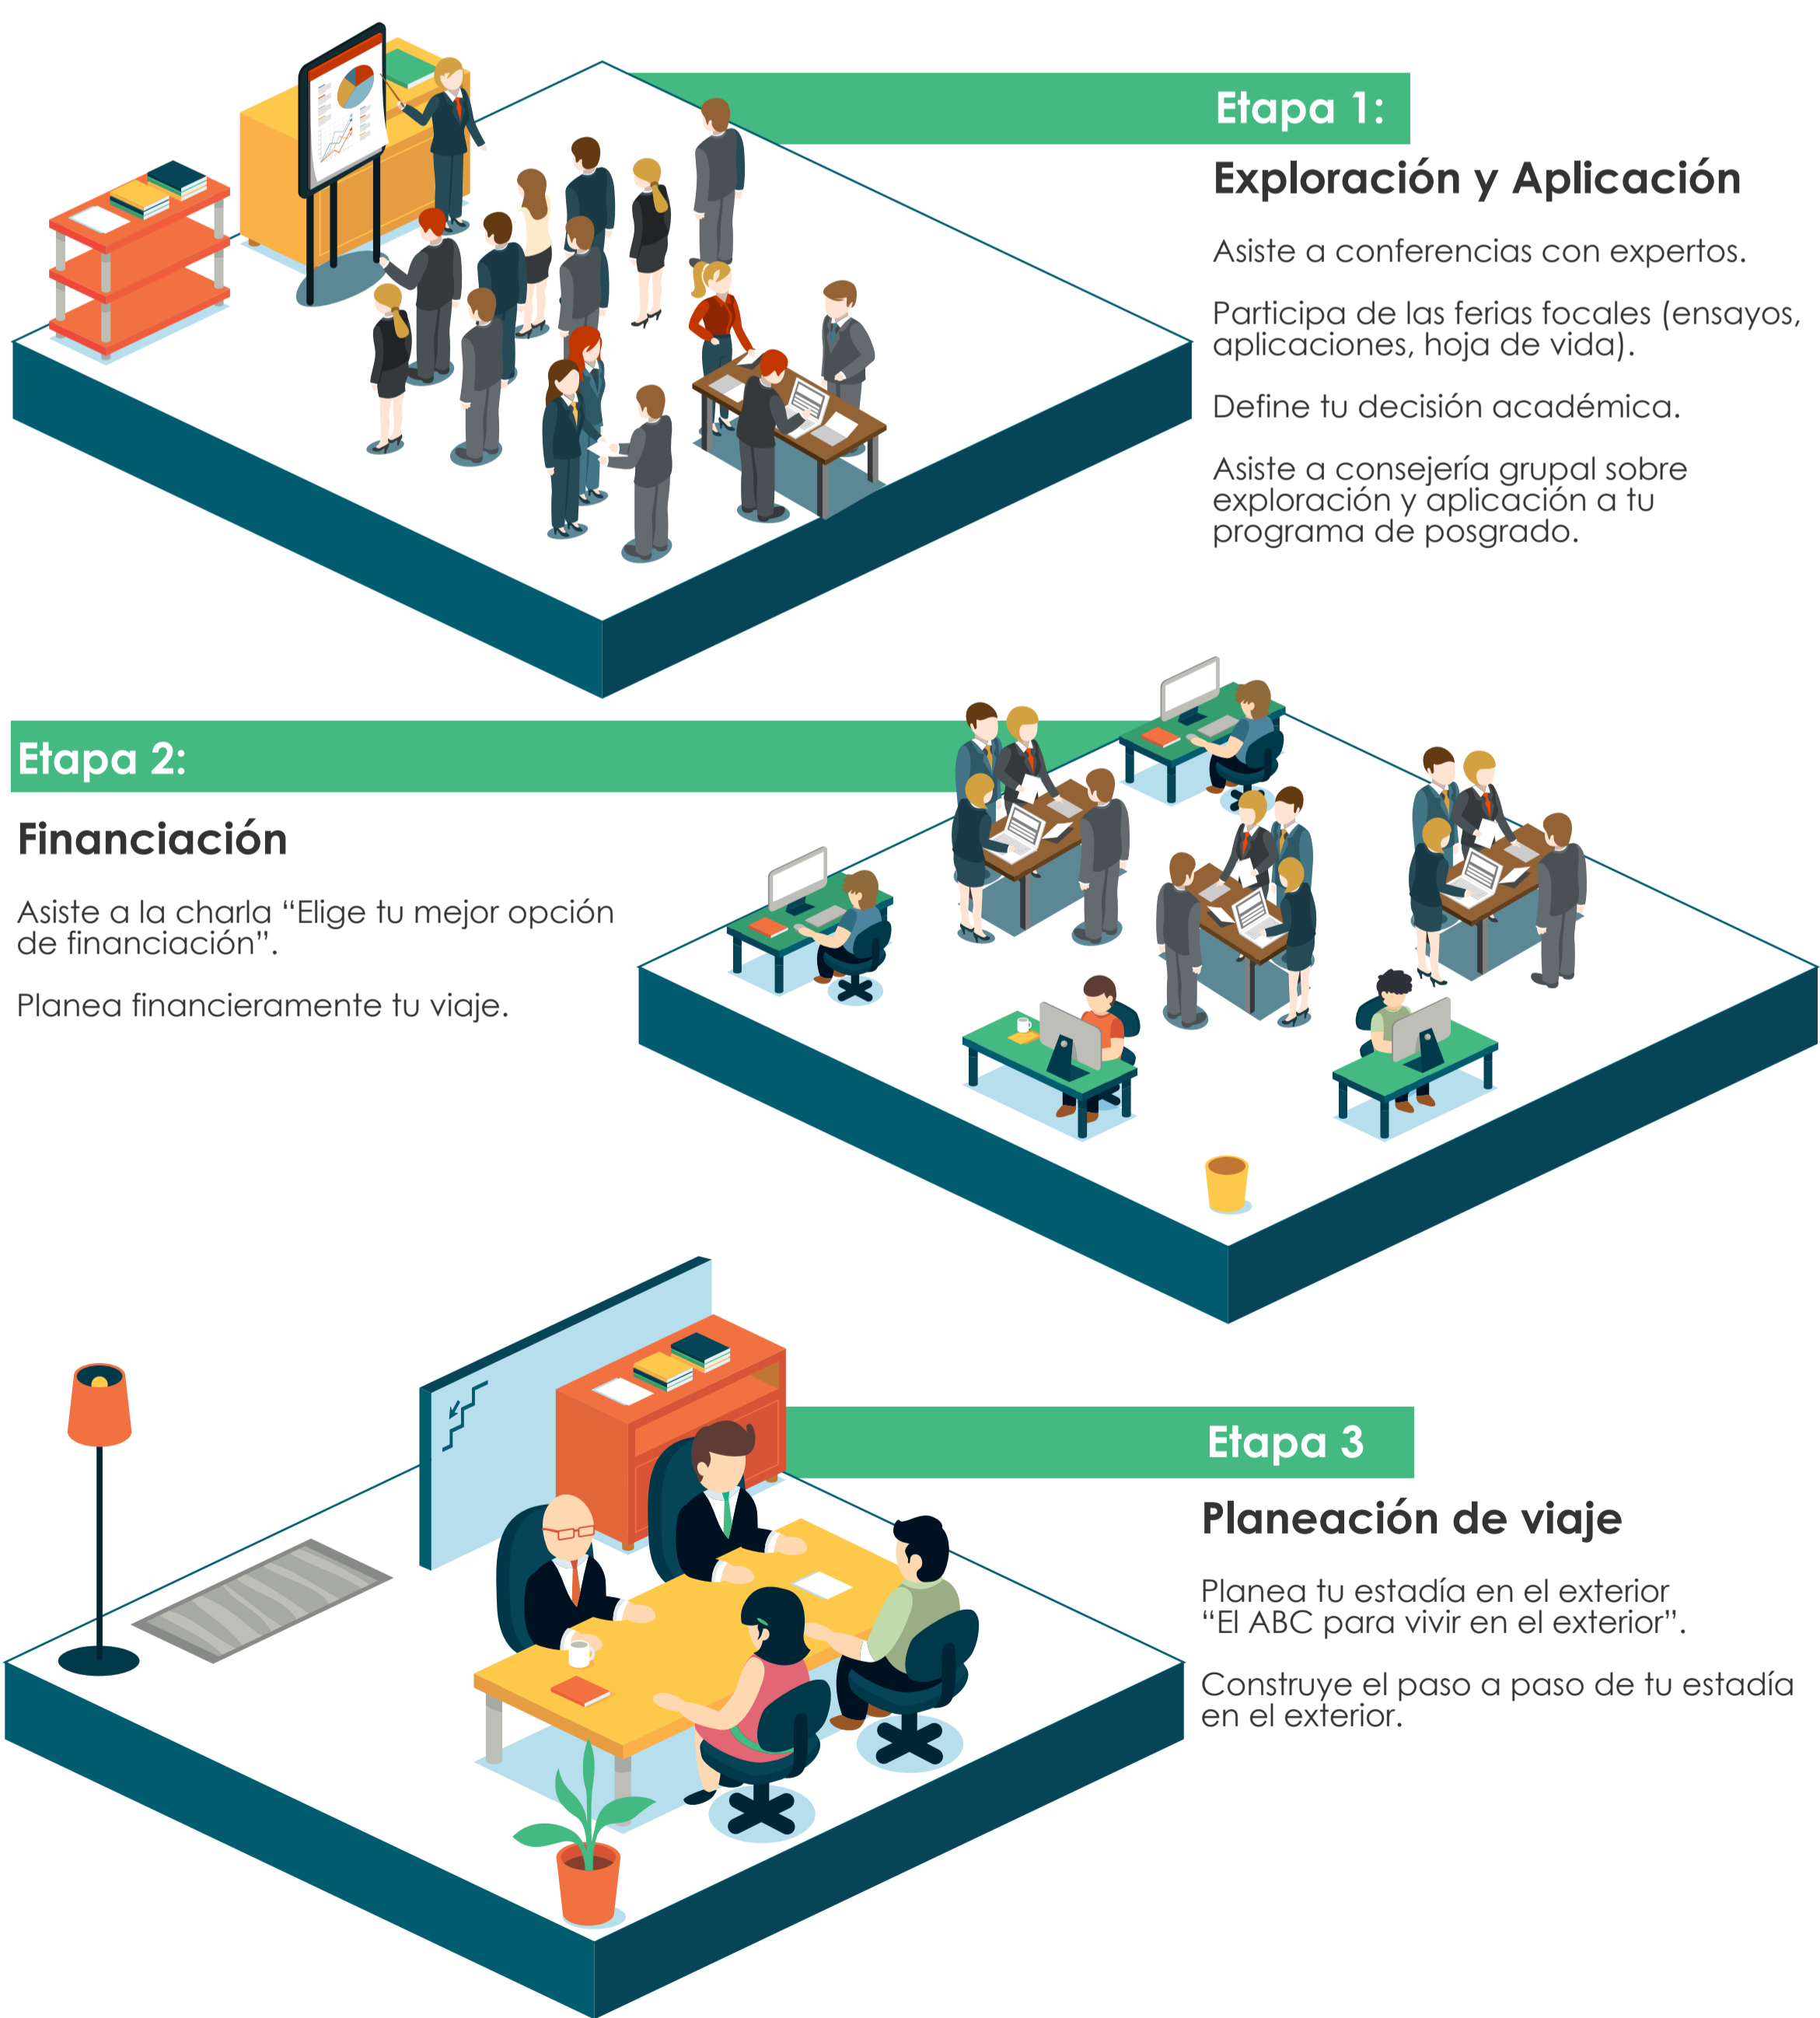 Etapa 1:
Exploración y Aplicación
Asiste a conferencias con expertos.
Participa de las ferias focales (ensayos,
aplicaciones, hoja de vida).
Define tu decisión académica.
Asiste a consejería grupal sobre
exploración y aplicación a tu
programa de posgrado.
Etapa 2:
Financiación
Asiste a la charla “Elige tu mejor opción
de financiación”.
Planea financieramente tu viaje.
Etapa 3
Planeación de viaje
Planea tu estadía en el exterior
“El ABC para vivir en el exterior”.
Construye el paso a paso de tu estadía
en el exterior.